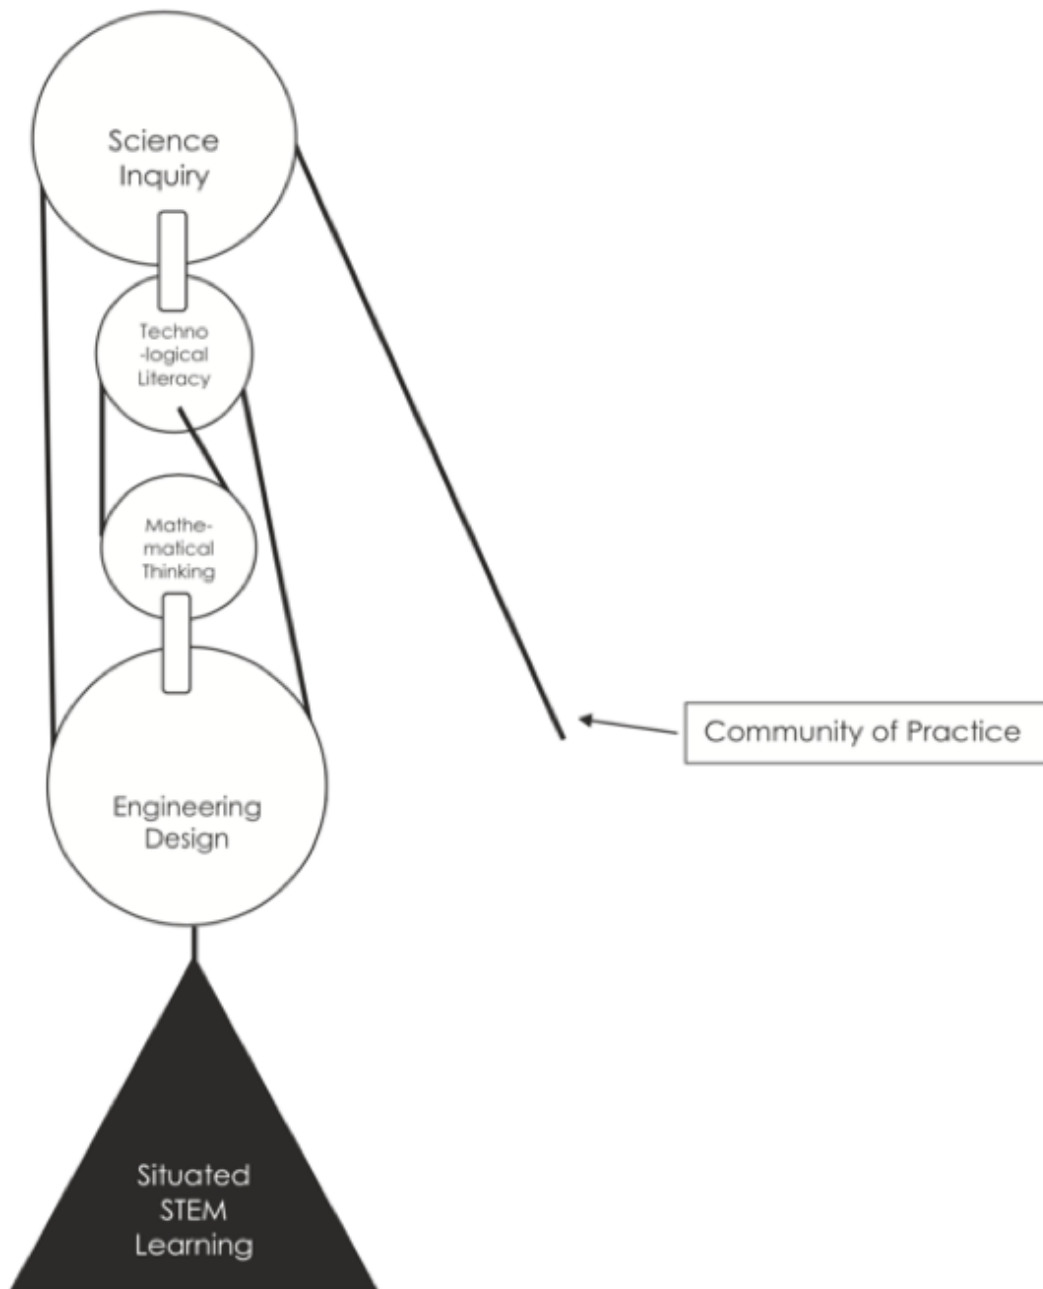 Science
Inquiry
Techno
-logical
Literacy
Mathe-
matical
Thinking
Community of Practice
Engineering
Design
Situated
STEM
Learning